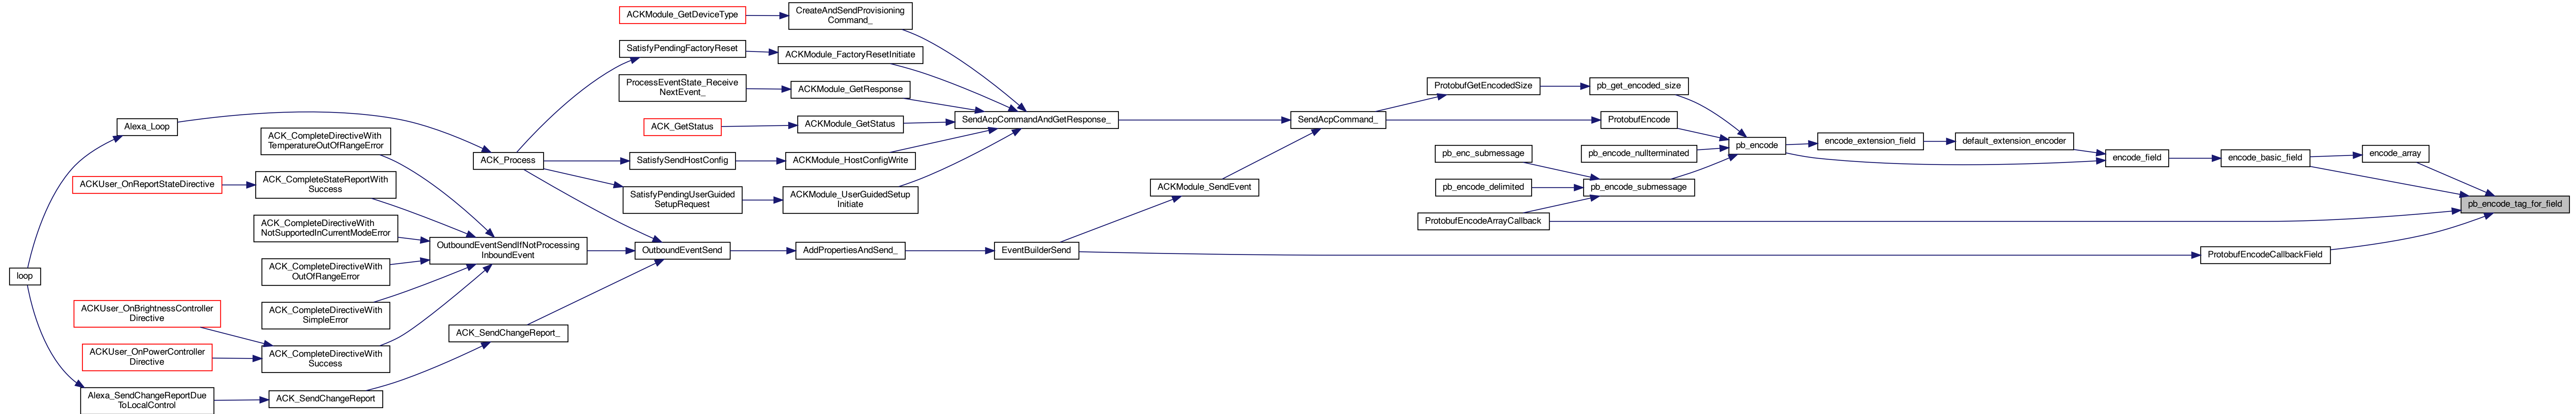 loop
Alexa_Loop
ACKUser_OnReportStateDirective
ACKUser_OnBrightnessController
Directive
ACKUser_OnPowerController
Directive
Alexa_SendChangeReportDue
ToLocalControl
ACK_CompleteDirectiveWith
TemperatureOutOfRangeError
ACK_CompleteStateReportWith
Success
ACK_CompleteDirectiveWith
NotSupportedInCurrentModeError
ACK_CompleteDirectiveWith
OutOfRangeError
ACK_CompleteDirectiveWith
SimpleError
ACK_CompleteDirectiveWith
Success
ACK_SendChangeReport
ACK_Process
OutboundEventSendIfNotProcessing
InboundEvent
ACK_SendChangeReport_
ACKModule_GetDeviceType
SatisfyPendingFactoryReset
ProcessEventState_Receive
NextEvent_
ACK_GetStatus
SatisfySendHostConfig
SatisfyPendingUserGuided
SetupRequest
OutboundEventSend
CreateAndSendProvisioning
Command_
ACKModule_FactoryResetInitiate
ACKModule_GetResponse
ACKModule_GetStatus
ACKModule_HostConfigWrite
ACKModule_UserGuidedSetup
Initiate
AddPropertiesAndSend_
SendAcpCommandAndGetResponse_
EventBuilderSend
ACKModule_SendEvent
SendAcpCommand_
ProtobufGetEncodedSize
pb_enc_submessage
pb_encode_delimited
ProtobufEncodeArrayCallback
pb_get_encoded_size
ProtobufEncode
pb_encode_nullterminated
pb_encode_submessage
pb_encode
encode_extension_field
default_extension_encoder
encode_field
encode_basic_field
ProtobufEncodeCallbackField
encode_array
pb_encode_tag_for_field